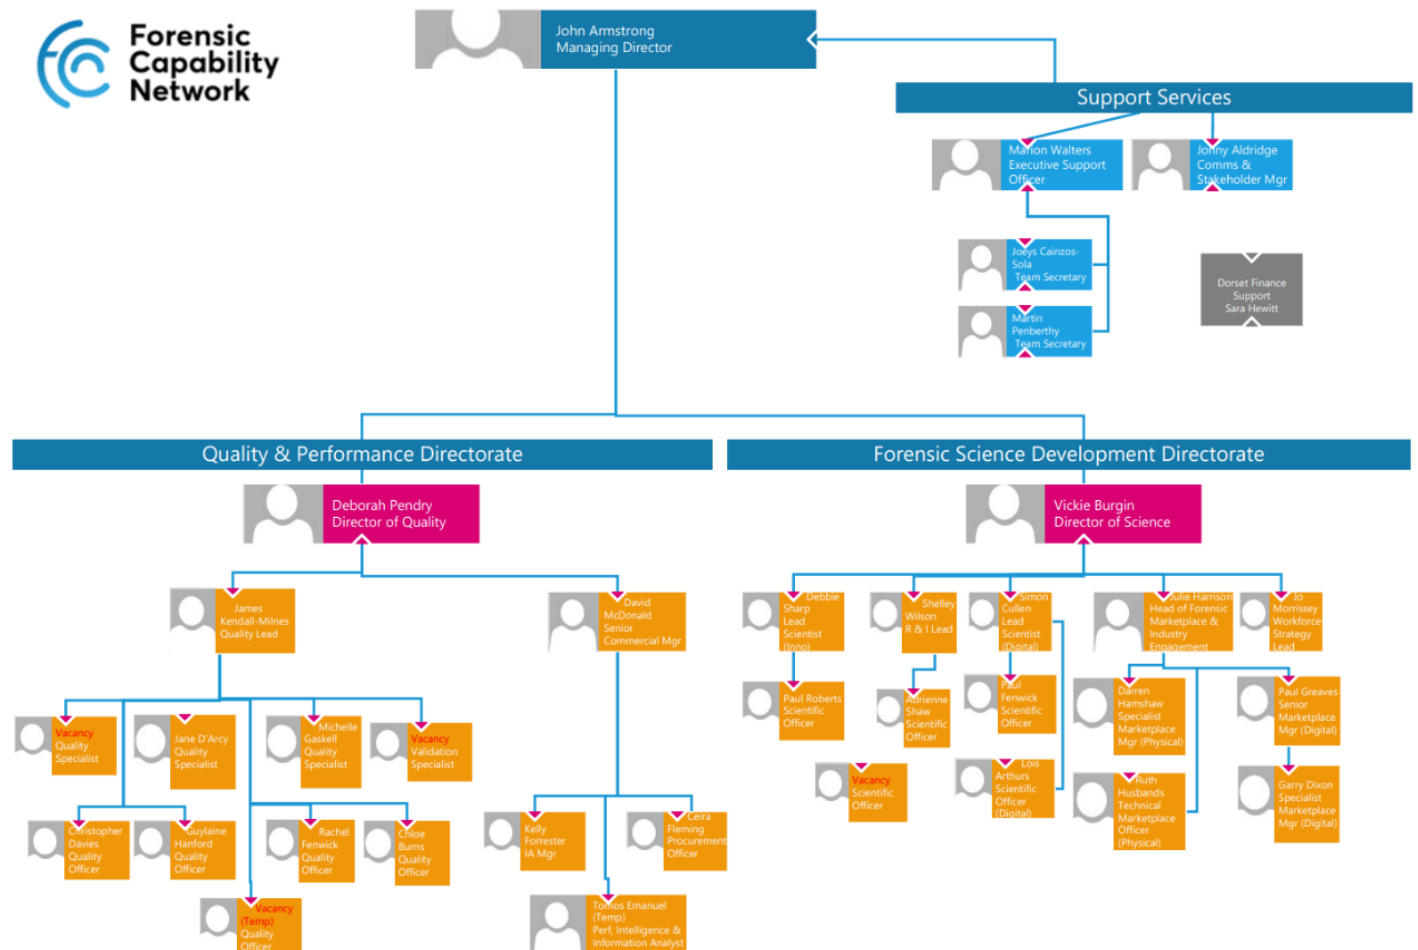 Forensic
Capability
Network
John Armstrong
Managing Director
Support Services
Marion Walters
Executive Support
Officer
Jonny Aldridge
Comms &
Stakeholder Mgr
Joeys Cainzos-
Sola
Team Secretary
Martin
Penberthy
Team Secretary
Dorset Finance
Support
Sara Hewitt
Quality & Performance Directorate
Forensic Science Development Directorate
Deborah Pendry
Director of Quality
Vickie Burgin
Director of Science
James
Kendall-Milnes
Quality Lead
David
McDonald
Senior
Commercial Mgr
Debbie
Sharp
Lead
Scientist
(Inno)
Shelley
Wilson
R & I Lead
Simon
Cullen
Lead
Scientist
(Digital)
Julie Harrison
Head of Forensic
Marketplace &
Industry
Engagement
Jo
Morrissey
Workforce
Strategy
Lead
Paul Roberts
Scientific
Officer
Adrienne
Shaw
Scientific
Officer
Paul
Fenwick
Scientific
Officer
Darren
Hamshaw
Specialist
Marketplace
Mgr (Physical)
Paul Greaves
Senior
Marketplace
Mgr (Digital)
Vacancy
Quality
Specialist
Jane D'Arcy
Quality
Specialist
Michelle
Gaskell
Quality
Specialist
Vacancy
Validation
Specialist
Vacancy
Scientific
Officer
Lois
Arthurs
Scientific
Officer
(Digital)
Ruth
Husbands
Technical
Marketplace
Officer
(Physical)
Garry Dixon
Specialist
Marketplace
Mgr (Digital)
Christopher
Davies
Quality
Officer
Guylaine
Hanford
Quality
Officer
Rachel
Fenwick
Quality
Officer
Chloe
Burns
Quality
Officer
Kelly
Forrester
IA Mgr
Ceira
Fleming
Procurement
Officer
Vacancy
(Temp)
Quality
Officer
Tomos Emanuel
(Temp)
Perf, Intelligence &
Information Analyst